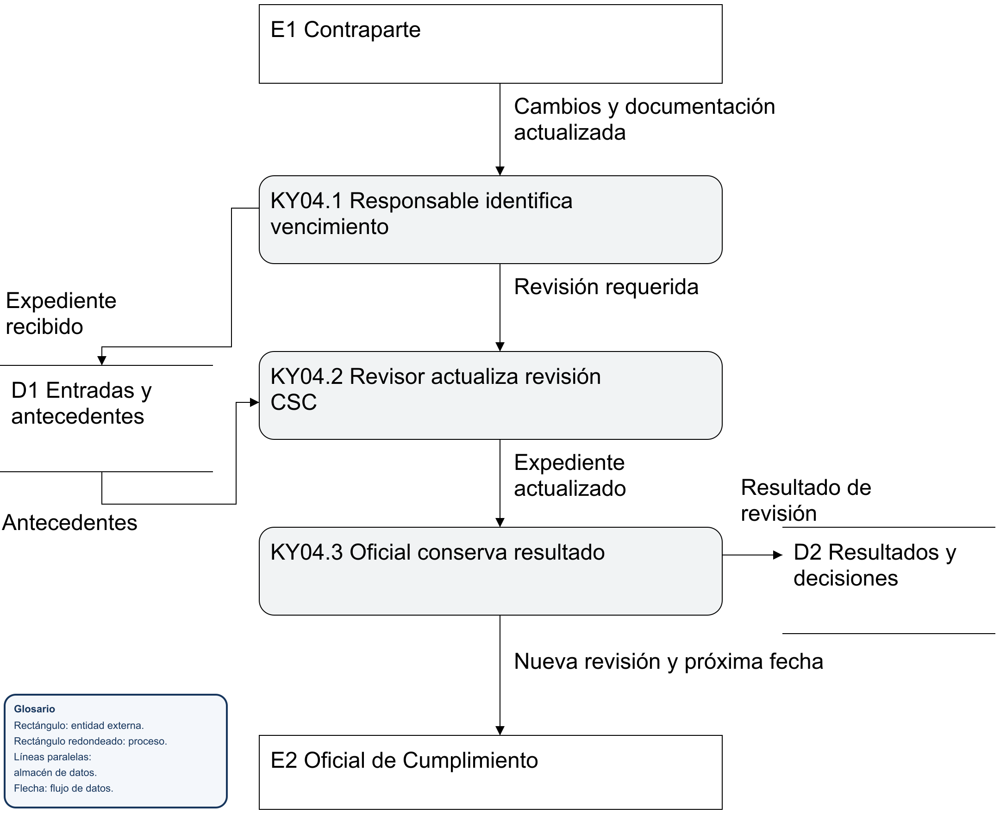 E1 Contraparte
Cambios y documentación
actualizada
KY04.1 Responsable identifica
vencimiento
Revisión requerida
Expediente
recibido
D1 Entradas y
antecedentes
KY04.2 Revisor actualiza revisión
CSC
Expediente
actualizado
Antecedentes
Resultado de
revisión
KY04.3 Oficial conserva resultado
D2 Resultados y
decisiones
Nueva revisión y próxima fecha
Glosario
Rectángulo: entidad externa.
Rectángulo redondeado: proceso.
Líneas paralelas:
almacén de datos.
Flecha: flujo de datos.
E2 Oficial de Cumplimiento